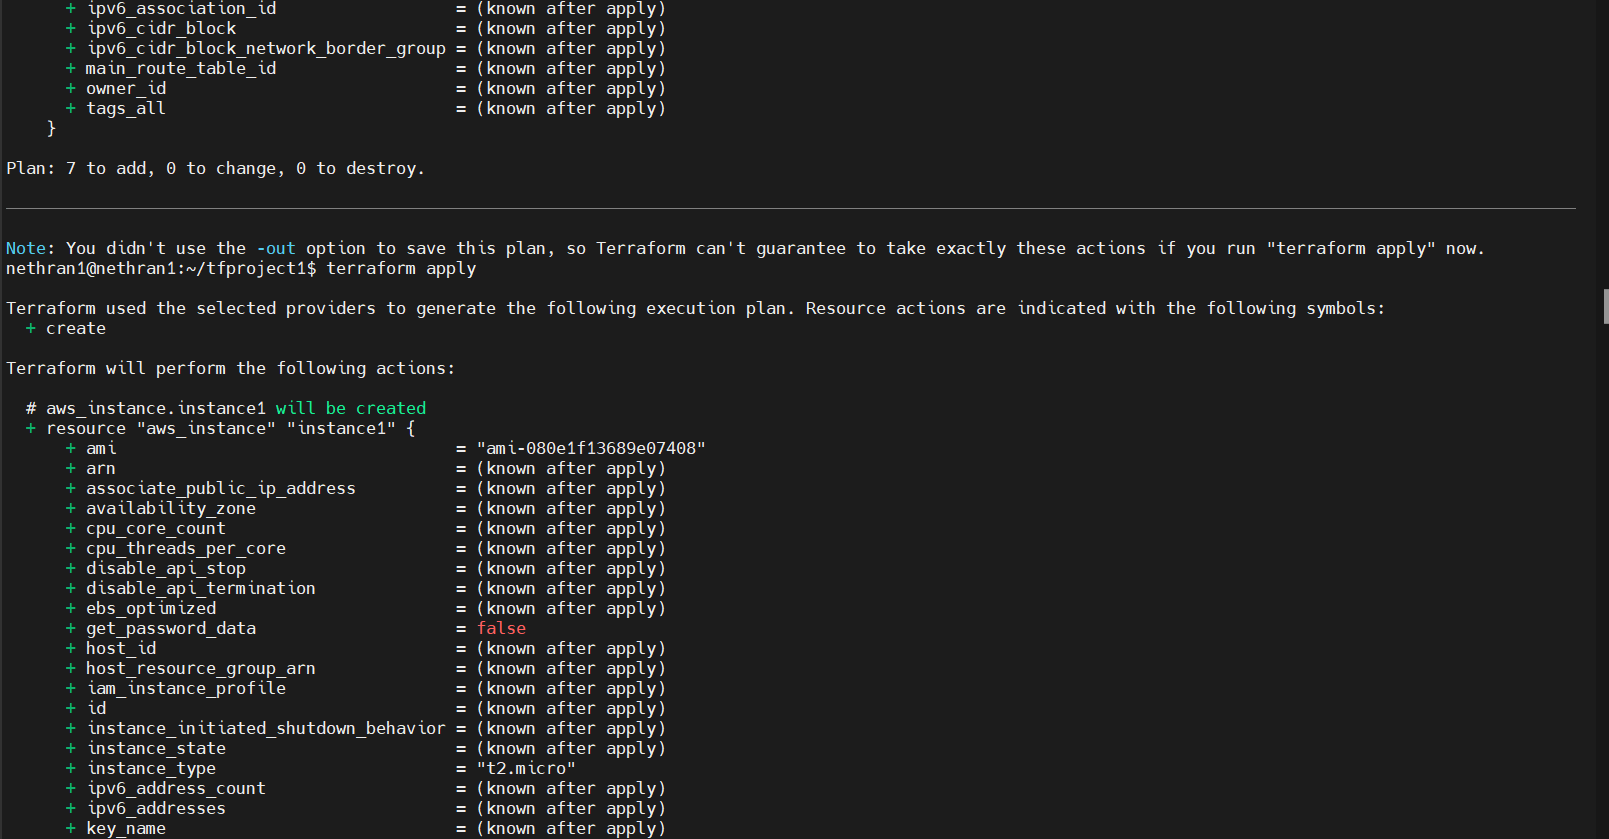 + ipv6_association_id = (known after apply)
+ ipv6_cidr_block = (known after apply)
+ ipv6_cidr_block_network_border_group = (known after apply)
+ main_route_table_id = (known after apply)
+ owner_id = (known after apply)
+ tags_all = (known after apply)
}
Plan: 7 to add, 0 to change, 0 to destroy.
Note: You didn't use the -out option to save this plan, so Terraform can't guarantee to take exactly these actions if you run "terraform apply" now.
nethran1@nethran1:~/tfproject1$ terraform apply
Terraform used the selected providers to generate the following execution plan. Resource actions are indicated with the following symbols:
+ create
Terraform will perform the following actions:
# aws_instance.instance1 will be created
+ resource "aws_instance" "instance1" {
+ ami = "ami-080e1f13689e07408"
+ arn = (known after apply)
+ associate_public_ip_address = (known after apply)
+ availability_zone = (known after apply)
+ cpu_core_count = (known after apply)
+ cpu_threads_per_core = (known after apply)
+ disable_api_stop = (known after apply)
+ disable_api_termination = (known after apply)
+ ebs_optimized = (known after apply)
+ get_password_data = false
+ host_id = (known after apply)
+ host_resource_group_arn = (known after apply)
+ iam_instance_profile = (known after apply)
+ id = (known after apply)
+ instance_initiated_shutdown_behavior = (known after apply)
+ instance_state = (known after apply)
+ instance_type = "t2.micro"
+ ipv6_address_count = (known after apply)
+ ipv6_addresses = (known after apply)
+ key_name = (known after apply)